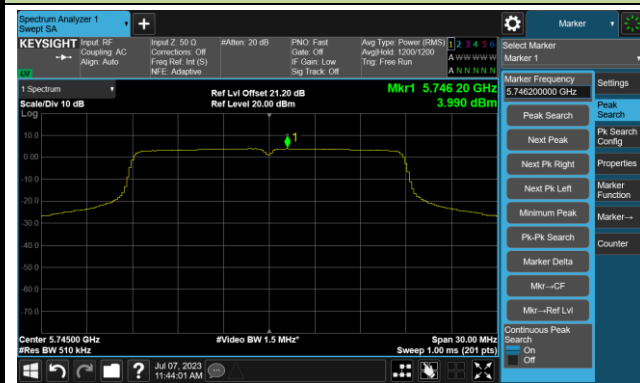 Spectrum Analyzer 1
Swept SA
+
Marker
KEYSIGHT
Input: RF
Coupling: AC
Align: Auto
Input Z: 50 Ω
Corrections: Off
Freq Ref: Int (S)
NFE: Adaptive
#Atten: 20 dB
PNO: Fast
Gate: Off
IF Gain: Low
Sig Track: Off
Avg Type: Power (RMS)
Avg|Hold: 1200/1200
Trig: Free Run
1 2 3 4 5 6
A W W W W W
A N N N N N
Select Marker
Marker 1
1 Spectrum
Scale/Div 10 dB
Log
Ref Lvl Offset 21.20 dB
Ref Level 20.00 dBm
Mkr1 5.746 20 GHz
3.990 dBm
10.0
0.00
-10.0
-20.0
-30.0
-40.0
-50.0
-60.0
-70.0
1
Center 5.74500 GHz
#Res BW 510 kHz
#Video BW 1.5 MHz*
Span 30.00 MHz
Sweep 1.00 ms (201 pts)
Marker Frequency
5.746200000 GHz
Peak Search
Next Peak
Next Pk Right
Next Pk Left
Minimum Peak
Pk-Pk Search
Marker Delta
Mkr→CF
Mkr→Ref Lvl
Continuous Peak
Search
On
Off
Settings
Peak
Search
Pk Search
Config
Properties
Marker
Function
Marker→
Counter
?
Jul 07, 2023
11:44:01 AM